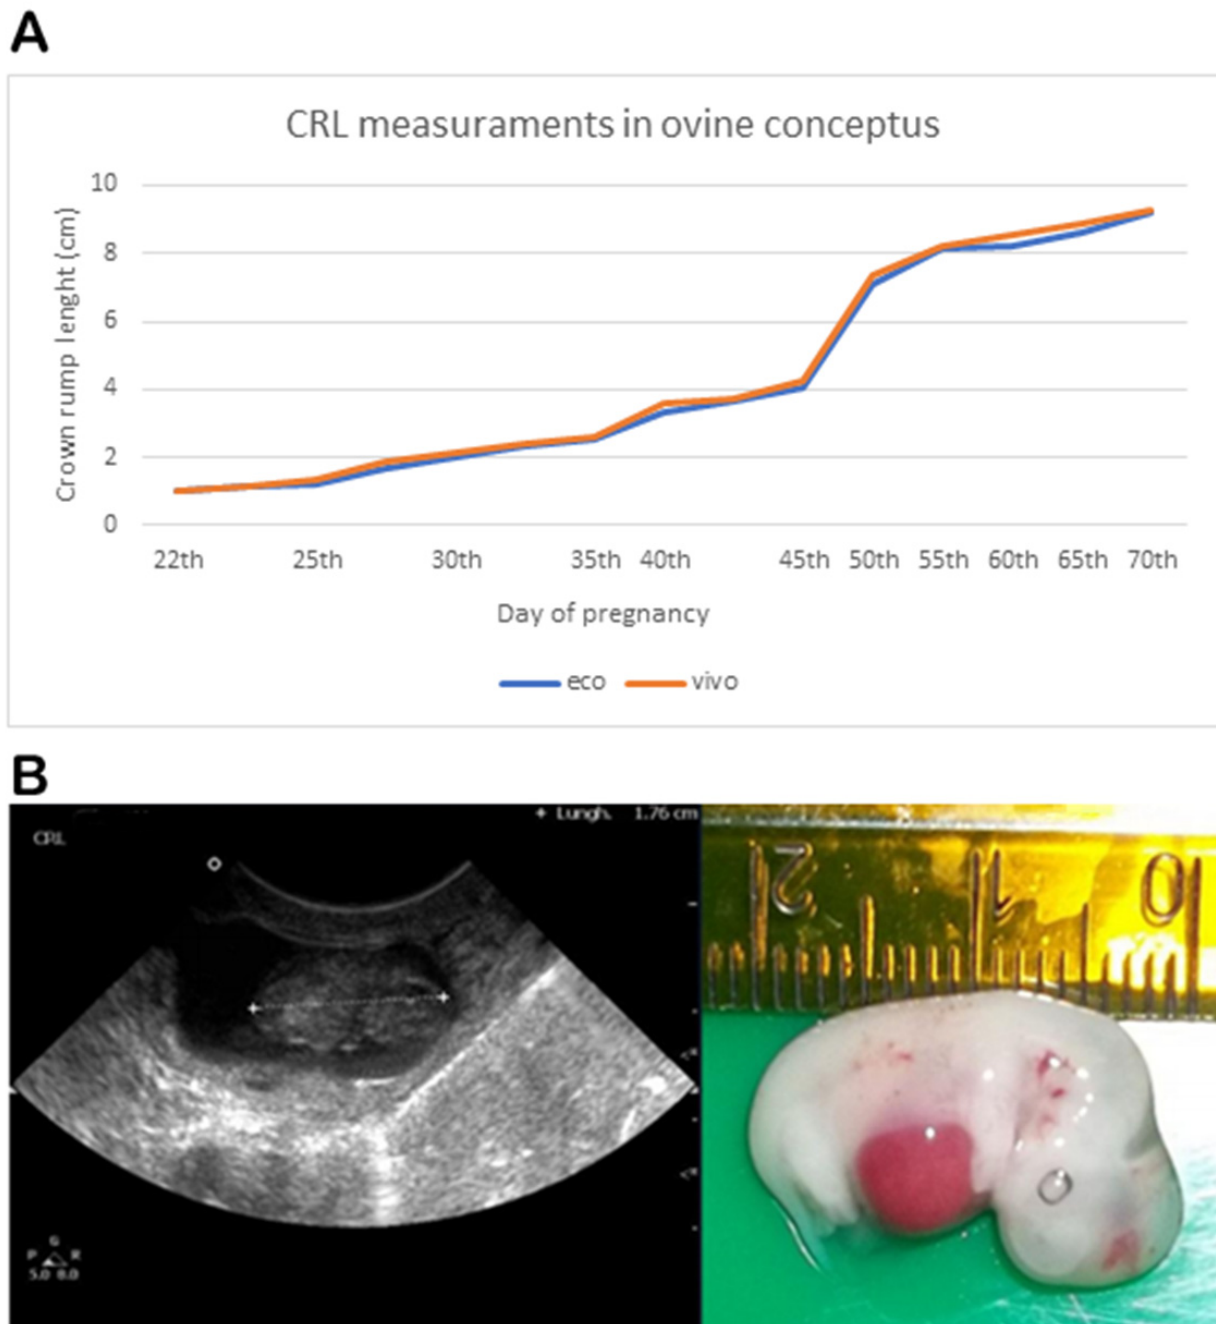 A
CRL measuraments in ovine conceptus
10
8
6
4
2
0
Crown rump lenght (cm)
22th 25th 30th 35th 40th 45th 50th 55th 60th 65th 70th
Day of pregnancy
eco vivo
B
+ Lungh. 1.76 cm
CRL
G
P R
5.0 8.0
2 1 0